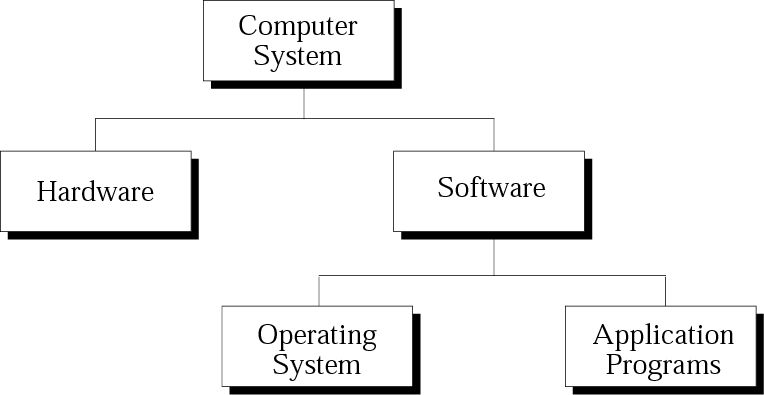 Computer
System
Hardware
Software
Operating
System
Application
Programs